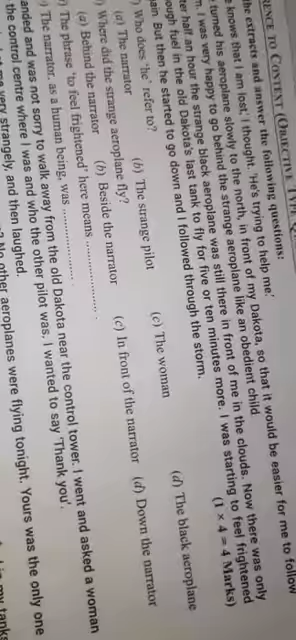 RENCE TO CONTEXT (OBJECTIVE TYPE
the extracts and answer the following questions:
knows that I am lost,' I thought. 'He's trying to help me.'
turned his aeroplane slowly to the north, in front of my Dakota, so that it would be easier for me to follow
I was very happy to go behind the strange aeroplane like an obedient child.
half an hour the strange black aeroplane was still there in front of me in the clouds. Now there was only
ough fuel in the old Dakota's last tank to fly for five or ten minutes more. I was starting to feel frightened
ain. But then he started to go down and I followed through the storm.
(1 × 4 = 4 Marks)
Who does 'he' refer to?
(a) The narrator (b) The strange pilot (c) The woman (d) The black aeroplane
Where did the strange aeroplane fly?
(a) Behind the narrator (b) Beside the narrator (c) In front of the narrator (d) Down the narrator
The phrase 'to feel frightened' here means ....................
The narrator, as a human being, was ....................
anded and was not sorry to walk away from the old Dakota near the control tower. I went and asked a woman
the control centre where I was and who the other pilot was. I wanted to say 'Thank you'.
very strangely, and then laughed.
No other aeroplanes were flying tonight. Yours was the only one
my tanks